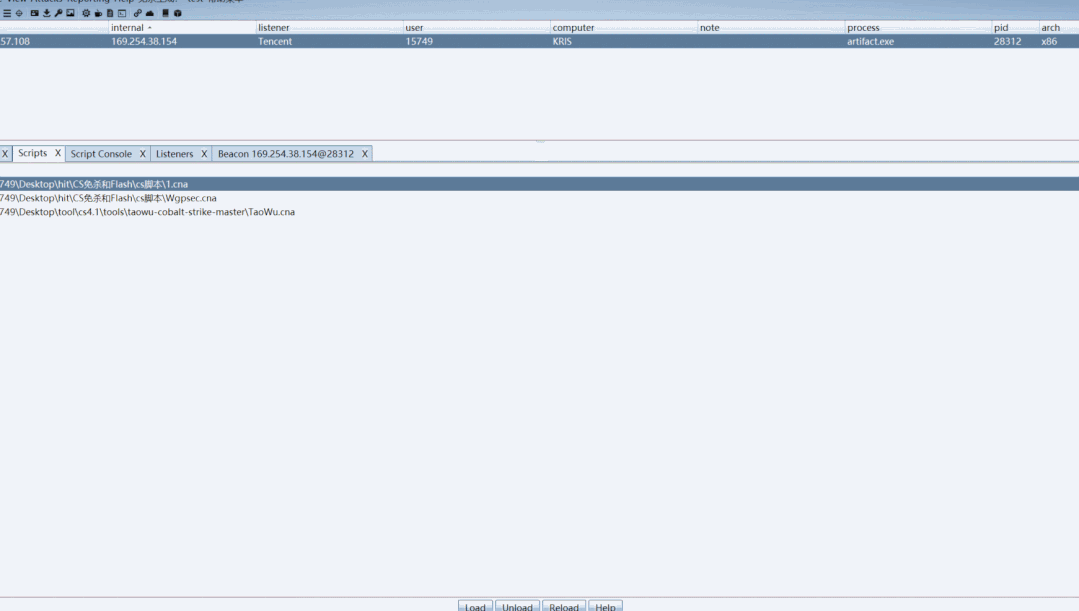 View Attacks Reporting Help
internal listener user computer note process pid arch
57.108 169.254.38.154 Tencent 15749 KRIS artifact.exe 28312 x86
X Scripts X Script Console X Listeners X Beacon 169.254.38.154@28312 X
749\Desktop\hit\CS免杀和Flash\cs脚本\1.cna
749\Desktop\hit\CS免杀和Flash\cs脚本\Wgpsec.cna
749\Desktop\tool\cs4.1\tools\taowu-cobalt-strike-master\TaoWu.cna
Load Unload Reload Help